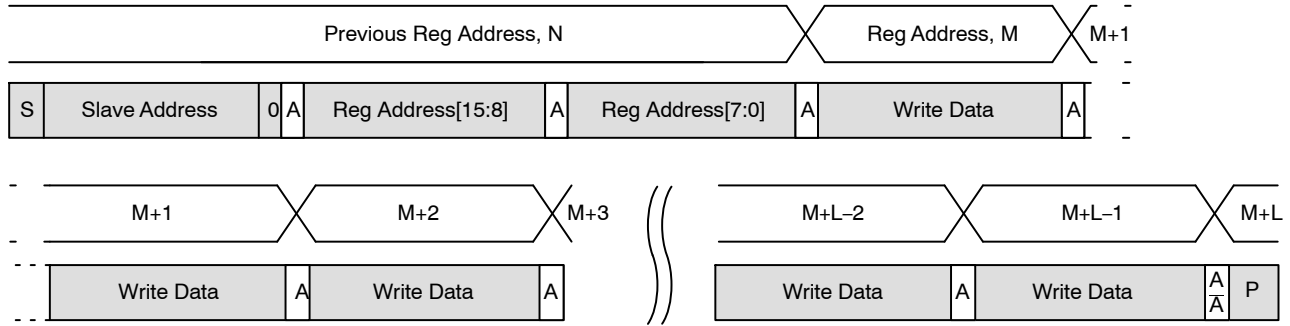 Previous Reg Address, N Reg Address, M M+1
S Slave Address 0 A Reg Address[15:8] A Reg Address[7:0] A Write Data A
M+1 M+2 M+3 M+L–2 M+L–1 M+L
Write Data A Write Data A Write Data A Write Data A/A̅ P